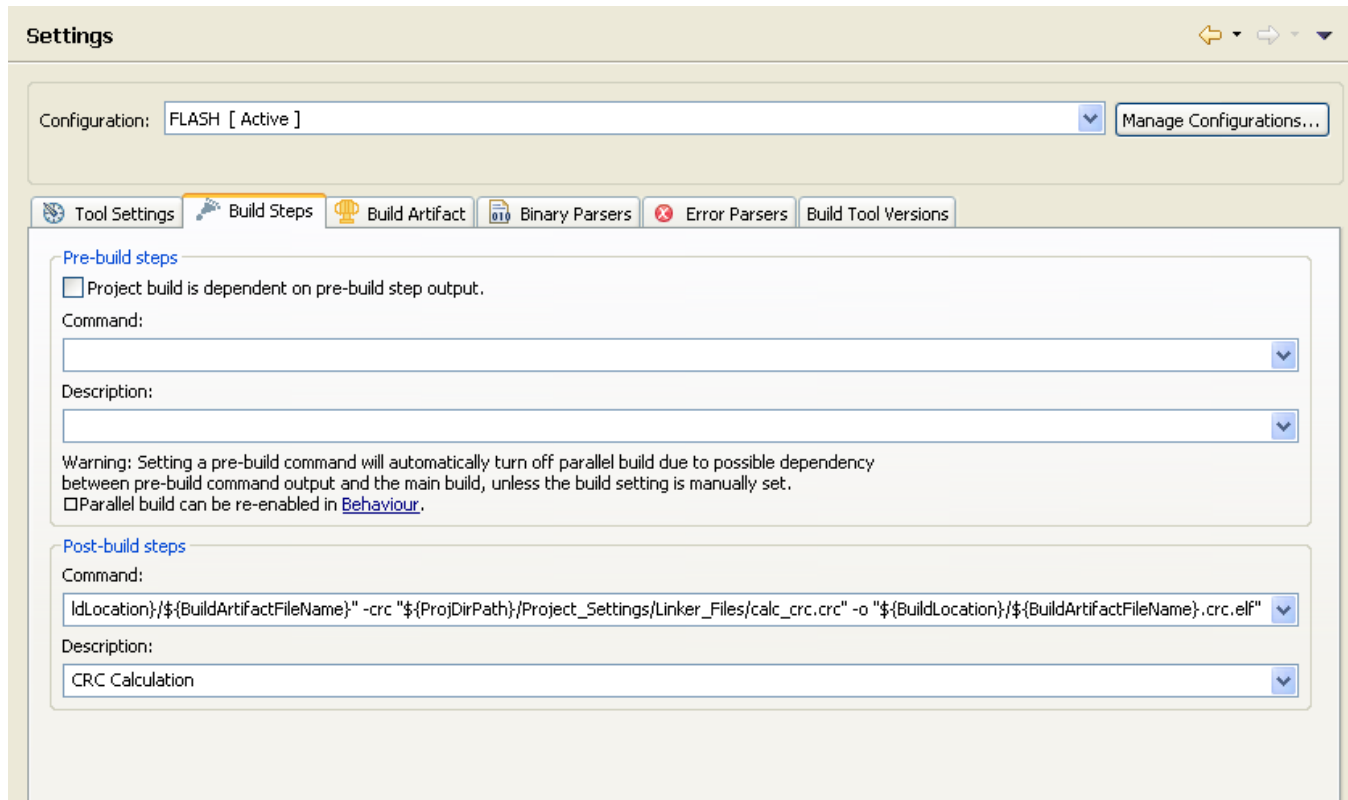 Settings
Configuration:
FLASH [ Active ]
Manage Configurations...
Tool Settings
Build Steps
Build Artifact
Binary Parsers
Error Parsers
Build Tool Versions
Pre-build steps
Project build is dependent on pre-build step output.
Command:
Description:
Warning: Setting a pre-build command will automatically turn off parallel build due to possible dependency
between pre-build command output and the main build, unless the build setting is manually set.
Parallel build can be re-enabled in Behaviour.
Post-build steps
Command:
ldLocation}/${BuildArtifactFileName}" -crc "${ProjDirPath}/Project_Settings/Linker_Files/calc_crc.crc" -o "${BuildLocation}/${BuildArtifactFileName}.crc.elf"
Description:
CRC Calculation